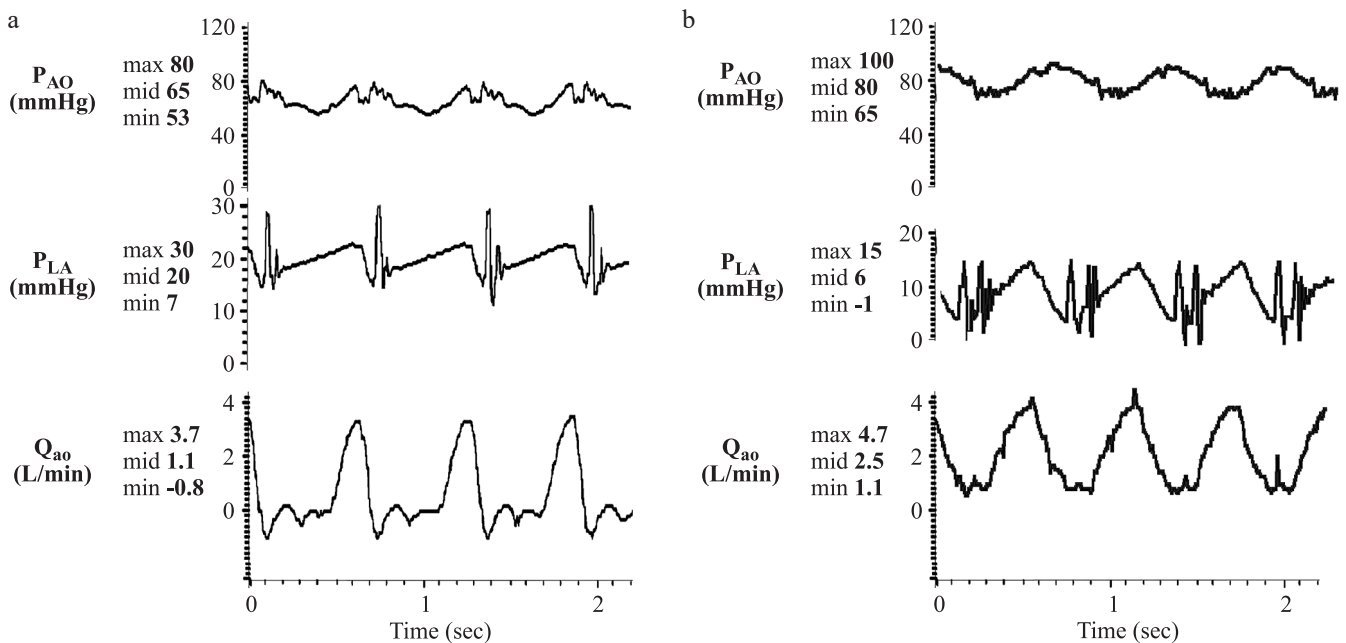 a
P_AO
(mmHg)
max 80
mid 65
min 53
120
80
40
0
P_LA
(mmHg)
max 30
mid 20
min 7
30
20
10
0
Q_ao
(L/min)
max 3.7
mid 1.1
min -0.8
4
2
0
0 1 2
Time (sec)
b
P_AO
(mmHg)
max 100
mid 80
min 65
120
80
40
0
P_LA
(mmHg)
max 15
mid 6
min -1
20
10
0
Q_ao
(L/min)
max 4.7
mid 2.5
min 1.1
4
2
0
0 1 2
Time (sec)